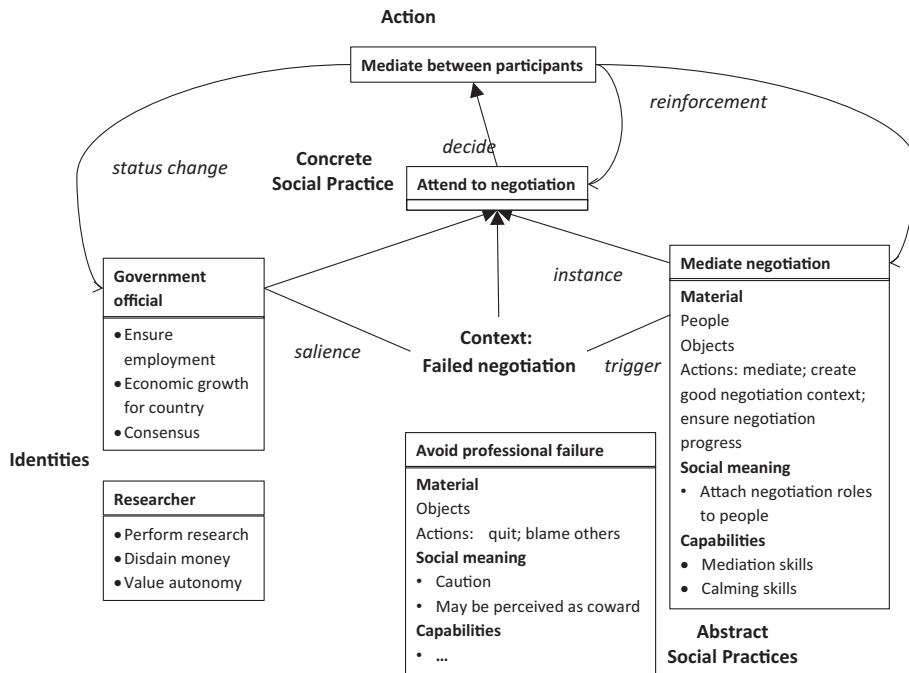 Action
Mediate between participants
reinforcement
decide
status change
Concrete
Social Practice
Attend to negotiation
Government
official
• Ensure
employment
• Economic growth
for country
• Consensus
salience
Context:
Failed negotiation
instance
trigger
Mediate negotiation
Material
People
Objects
Actions: mediate; create
good negotiation context;
ensure negotiation
progress
Social meaning
• Attach negotiation roles
to people
Capabilities
• Mediation skills
• Calming skills
Identities
Researcher
• Perform research
• Disdain money
• Value autonomy
Avoid professional failure
Material
Objects
Actions: quit; blame others
Social meaning
• Caution
• May be perceived as coward
Capabilities
• ...
Abstract
Social Practices